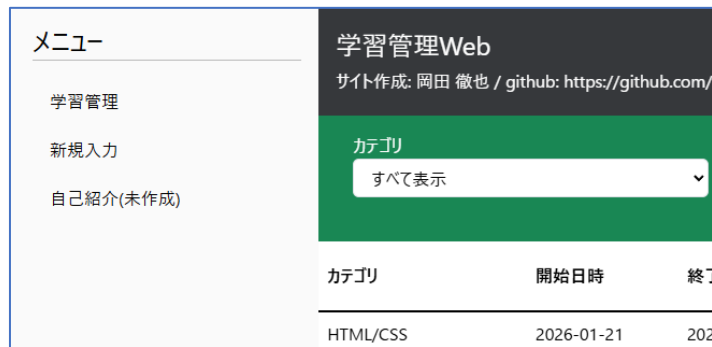 メニュー
学習管理
新規入力
自己紹介(未作成)
学習管理Web
サイト作成: 岡田 徹也 / github: https://github.com/
カテゴリ
すべて表示
カテゴリ 開始日時 終
HTML/CSS 2026-01-21 202